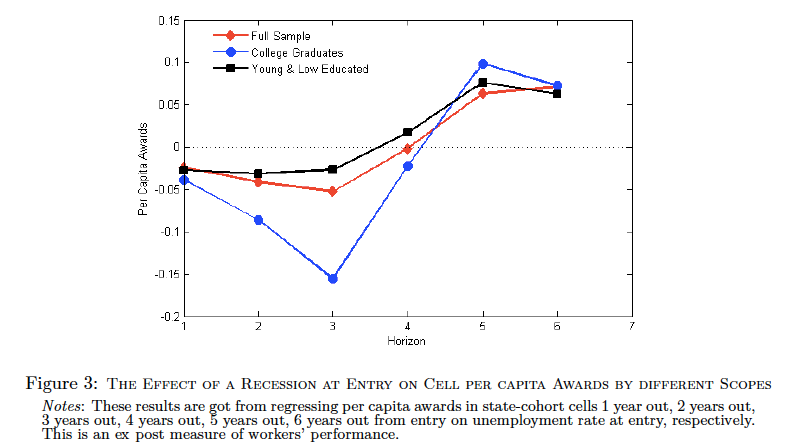 0.15
Full Sample
College Graduates
Young & Low Educated
0.1
0.05
0
-0.05
-0.1
-0.15
-0.2
Per Capita Awards
1 2 3 4 5 6 7
Horizon
Figure 3: The Effect of a Recession at Entry on Cell per capita Awards by different Scopes
Notes: These results are got from regressing per capita awards in state-cohort cells 1 year out, 2 years out,
3 years out, 4 years out, 5 years out, 6 years out from entry on unemployment rate at entry, respectively.
This is an ex post measure of workers' performance.